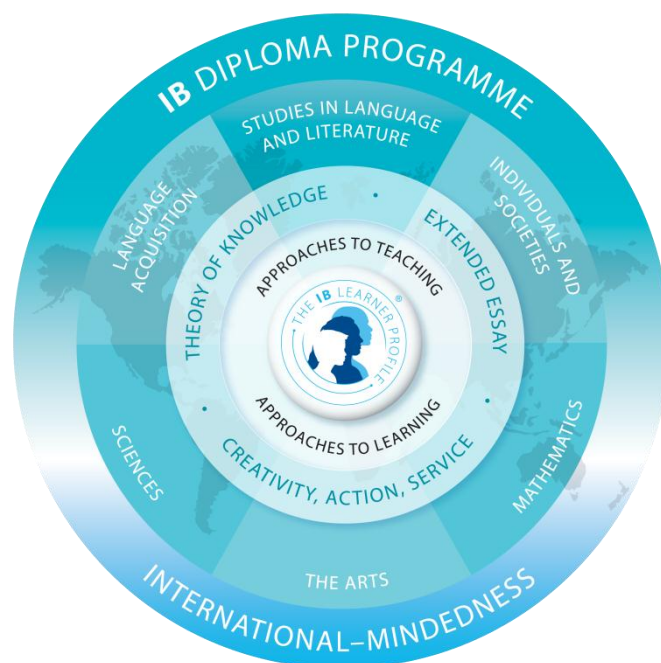 IB DIPLOMA PROGRAMME
STUDIES IN LANGUAGE
AND LITERATURE
INDIVIDUALS AND
SOCIETIES
MATHEMATICS
THE ARTS
SCIENCES
LANGUAGE
ACQUISITION
THEORY OF KNOWLEDGE
EXTENDED ESSAY
CREATIVITY, ACTION, SERVICE
APPROACHES TO TEACHING
APPROACHES TO LEARNING
THE IB LEARNER PROFILE ®
INTERNATIONAL–MINDEDNESS